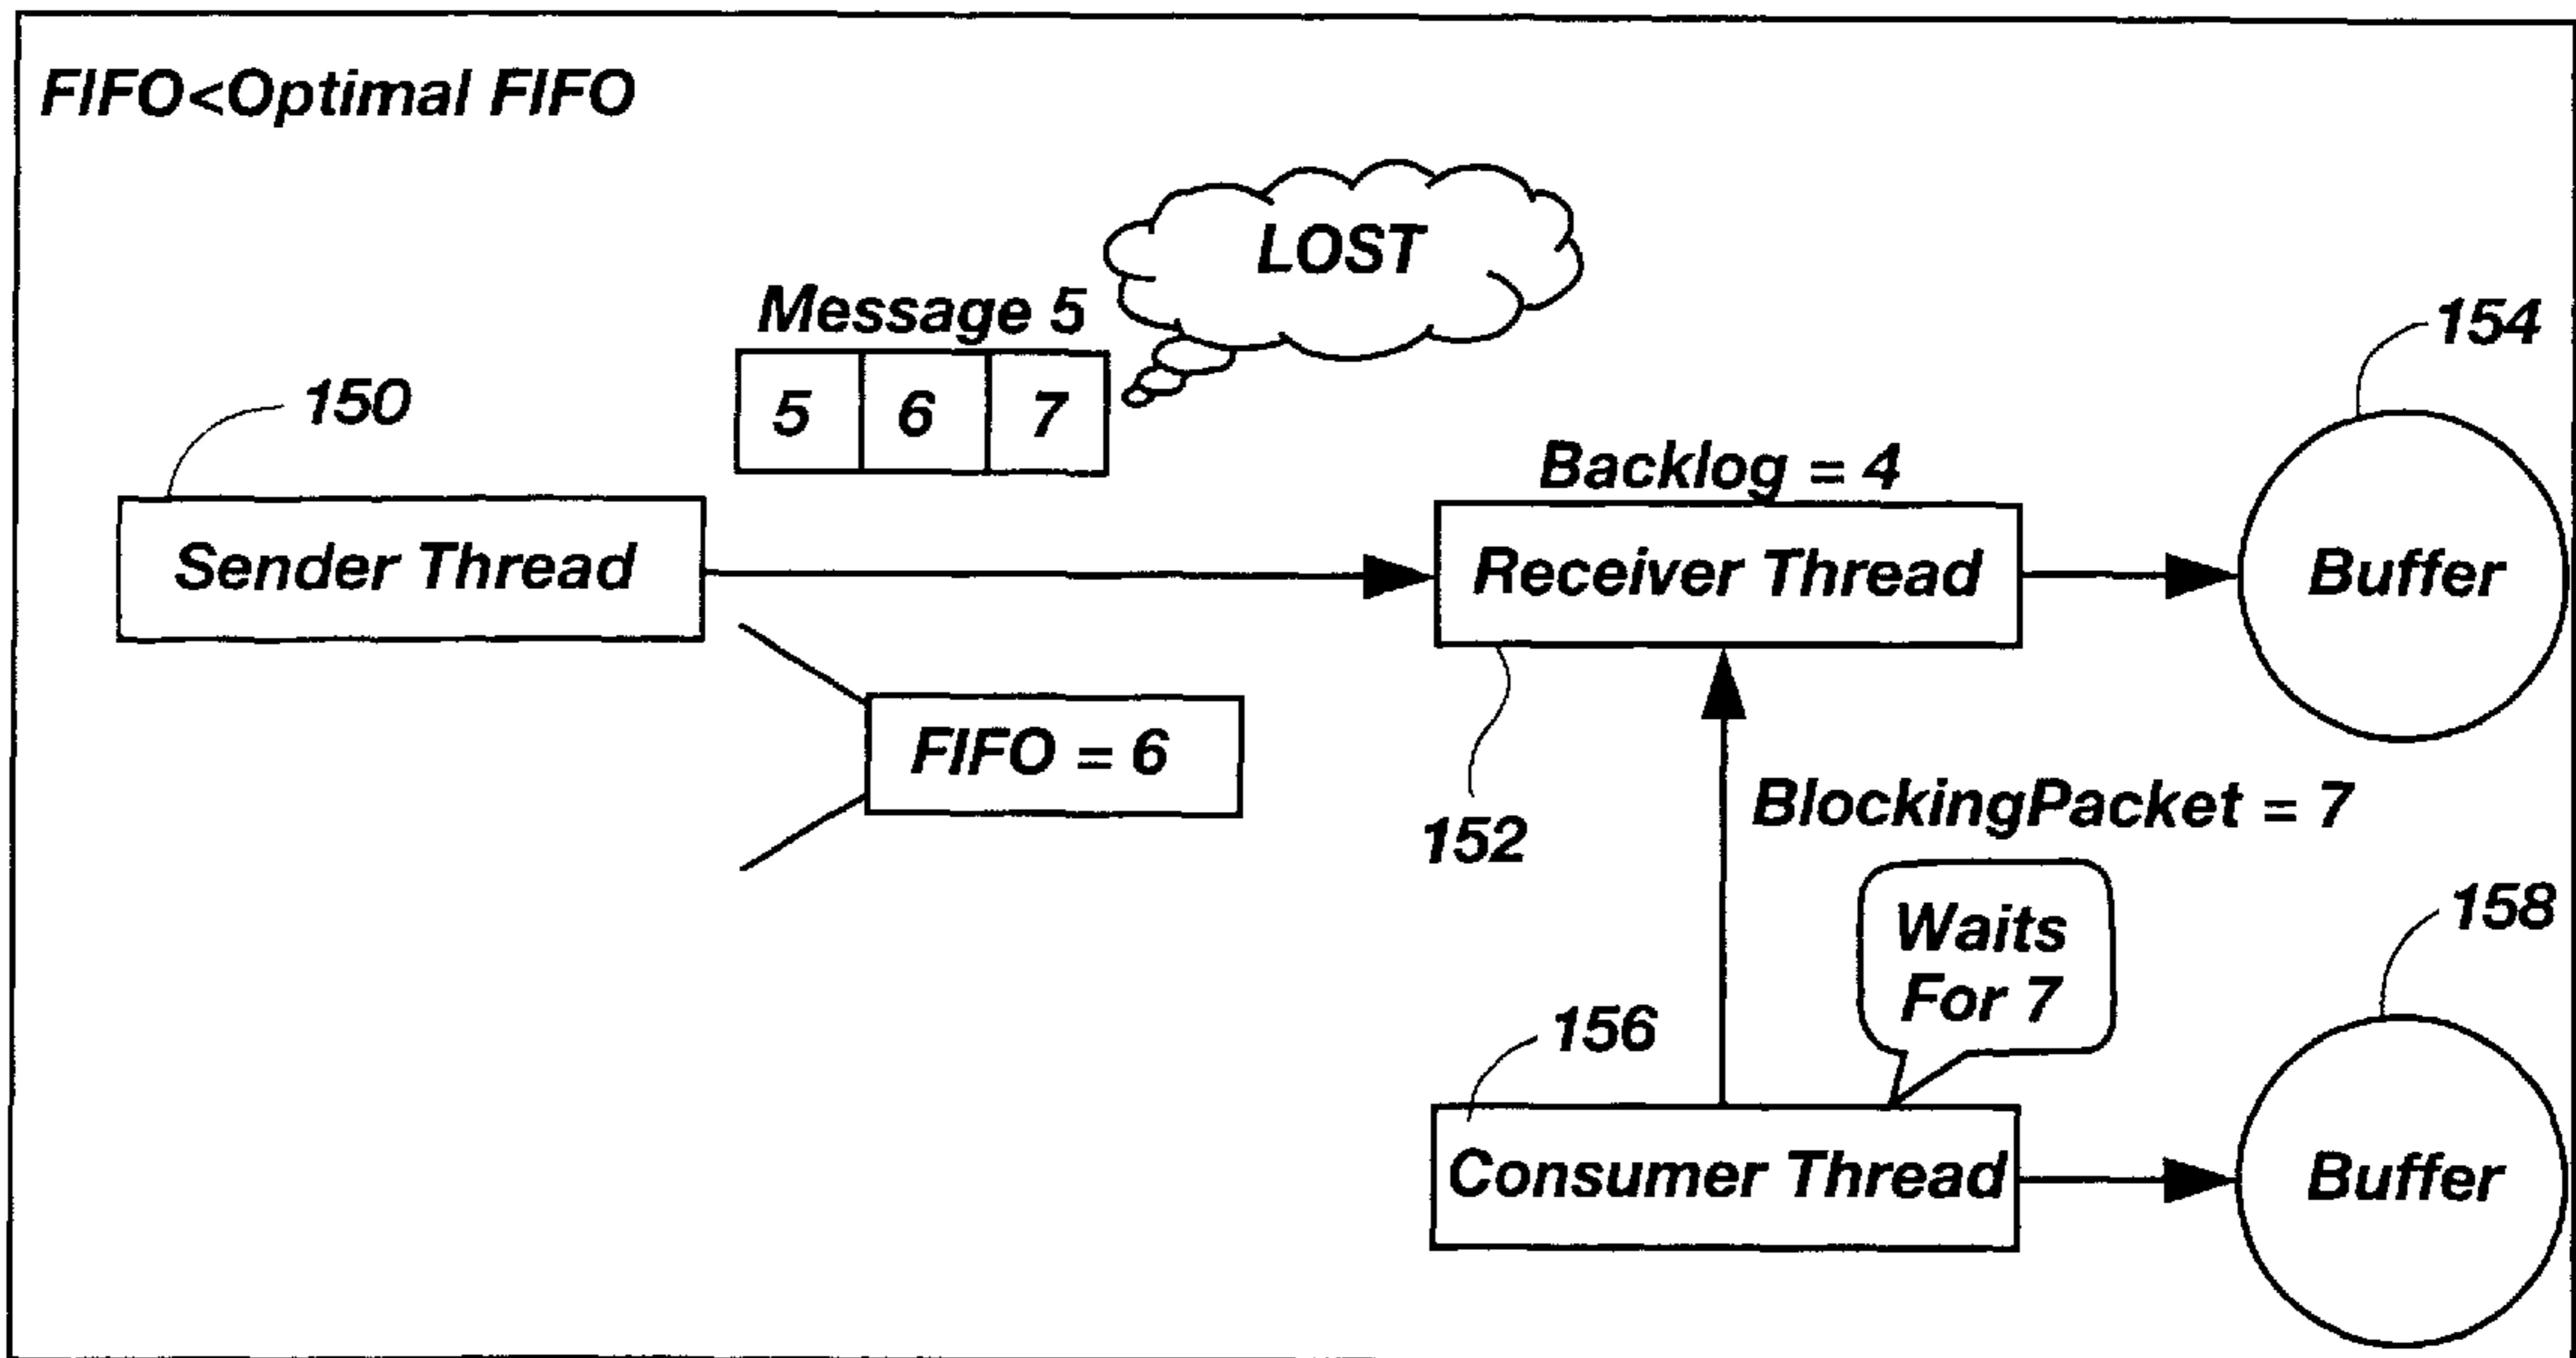 FIFO<Optimal FIFO
LOST
Message 5
5 6 7
154
150
Backlog = 4
Sender Thread
Receiver Thread
Buffer
FIFO = 6
BlockingPacket = 7
152
Waits
For 7
158
156
Consumer Thread
Buffer